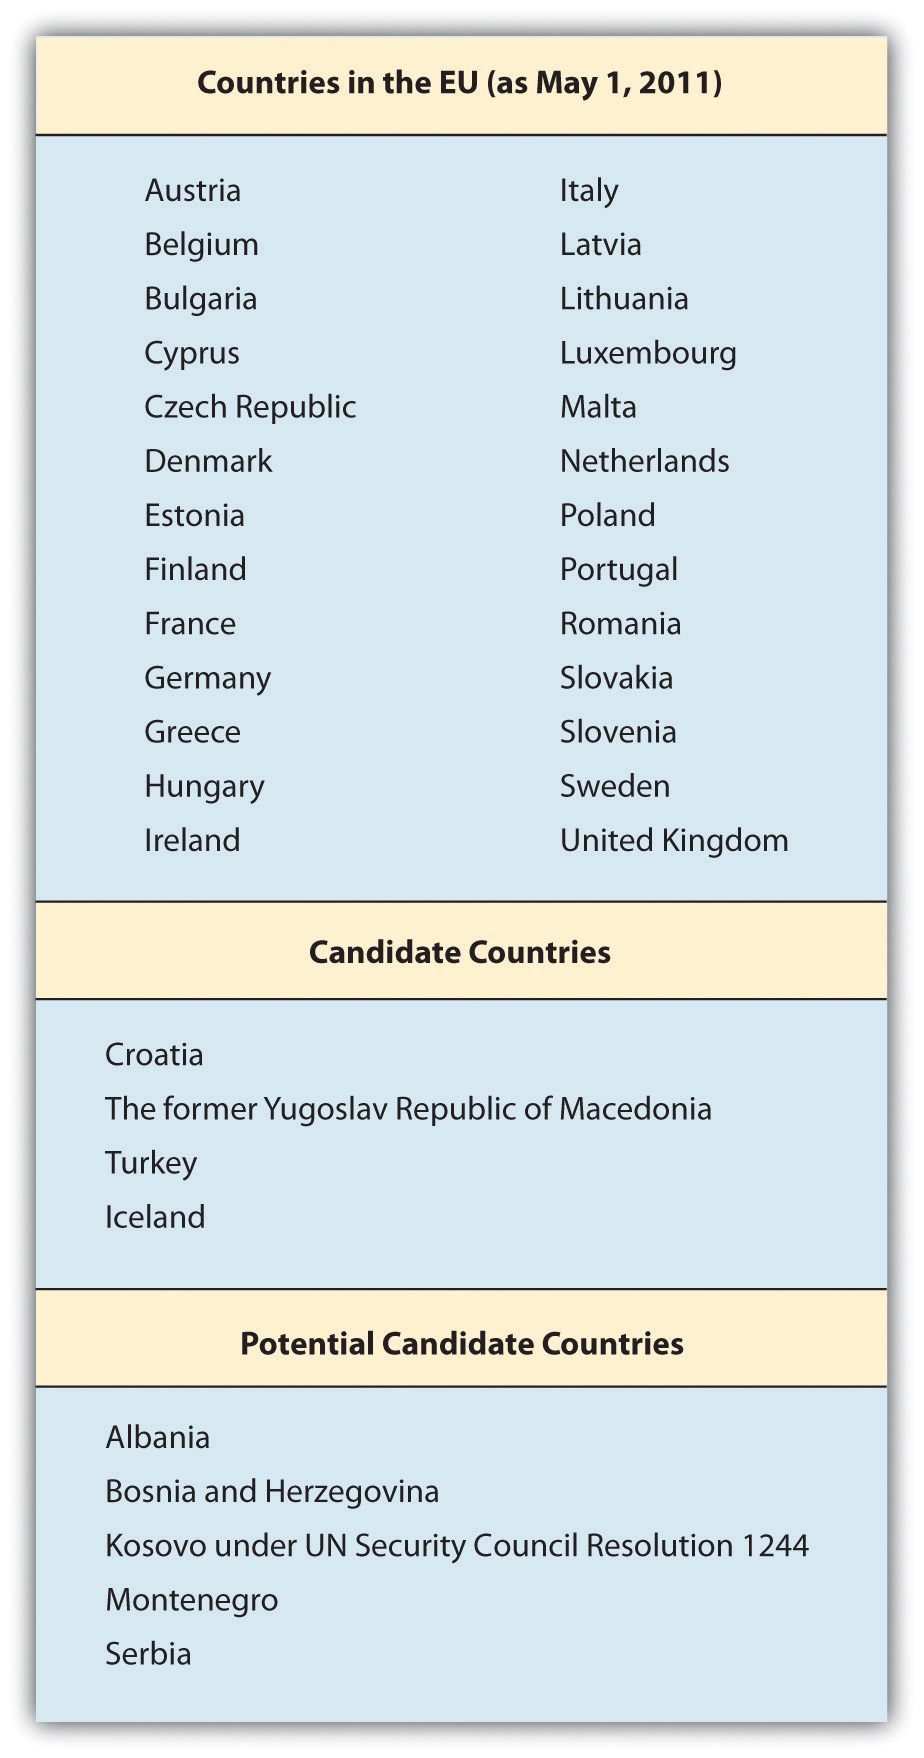 Countries in the EU (as May 1, 2011)
Austria
Belgium
Bulgaria
Cyprus
Czech Republic
Denmark
Estonia
Finland
France
Germany
Greece
Hungary
Ireland
Italy
Latvia
Lithuania
Luxembourg
Malta
Netherlands
Poland
Portugal
Romania
Slovakia
Slovenia
Sweden
United Kingdom
Candidate Countries
Croatia
The former Yugoslav Republic of Macedonia
Turkey
Iceland
Potential Candidate Countries
Albania
Bosnia and Herzegovina
Kosovo under UN Security Council Resolution 1244
Montenegro
Serbia